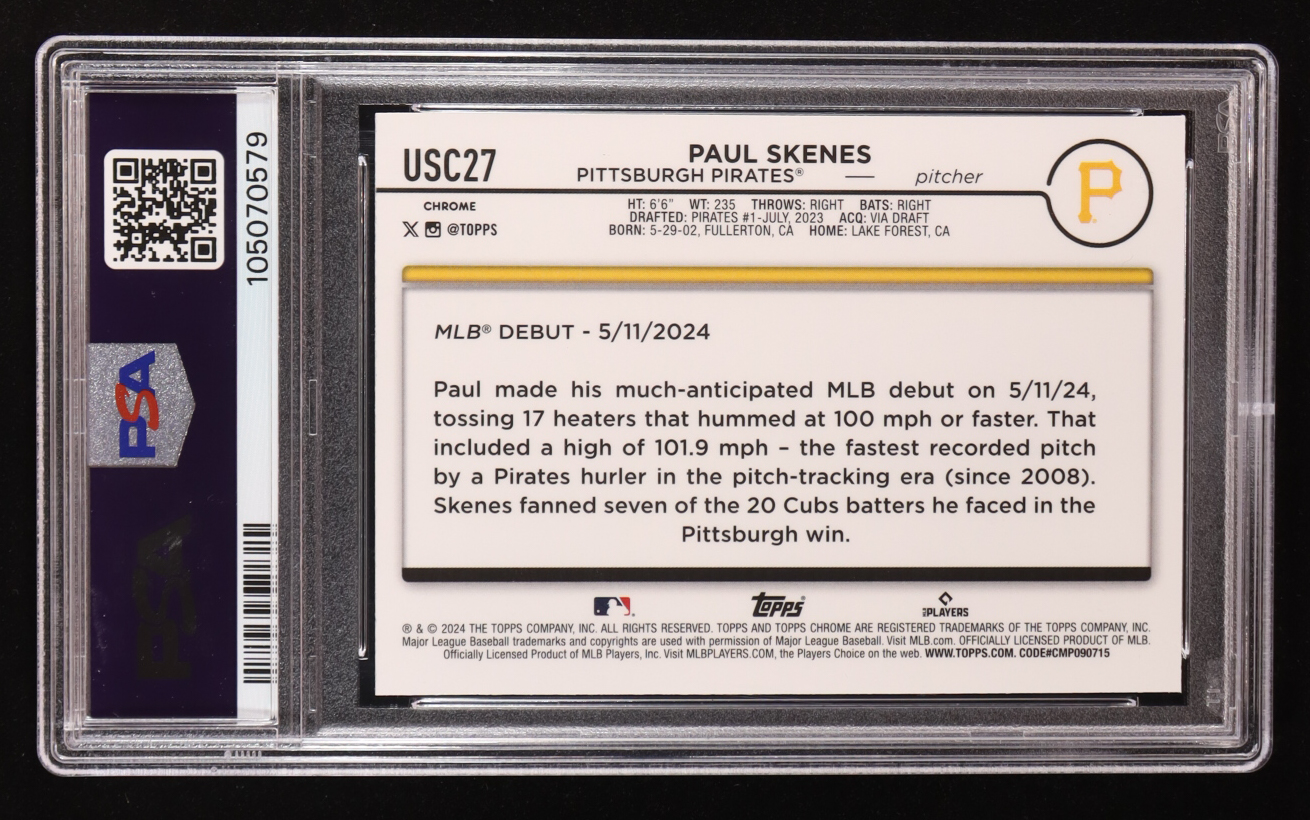 105070579
PSA
PSA
USC27
PAUL SKENES
PITTSBURGH PIRATES® — pitcher
P
CHROME
@TOPPS
HT: 6'6" WT: 235 THROWS: RIGHT BATS: RIGHT
DRAFTED: PIRATES #1-JULY, 2023 ACQ: VIA DRAFT
BORN: 5-29-02, FULLERTON, CA HOME: LAKE FOREST, CA
MLB® DEBUT - 5/11/2024
Paul made his much-anticipated MLB debut on 5/11/24,
tossing 17 heaters that hummed at 100 mph or faster. That
included a high of 101.9 mph – the fastest recorded pitch
by a Pirates hurler in the pitch-tracking era (since 2008).
Skenes fanned seven of the 20 Cubs batters he faced in the
Pittsburgh win.
Topps
PLAYERS
® & © 2024 THE TOPPS COMPANY, INC. ALL RIGHTS RESERVED. TOPPS AND TOPPS CHROME ARE REGISTERED TRADEMARKS OF THE TOPPS COMPANY, INC.
Major League Baseball trademarks and copyrights are used with permission of Major League Baseball. Visit MLB.com. OFFICIALLY LICENSED PRODUCT OF MLB.
Officially Licensed Product of MLB Players, Inc. Visit MLBPLAYERS.COM, the Players Choice on the web. WWW.TOPPS.COM. CODE#CMP090715